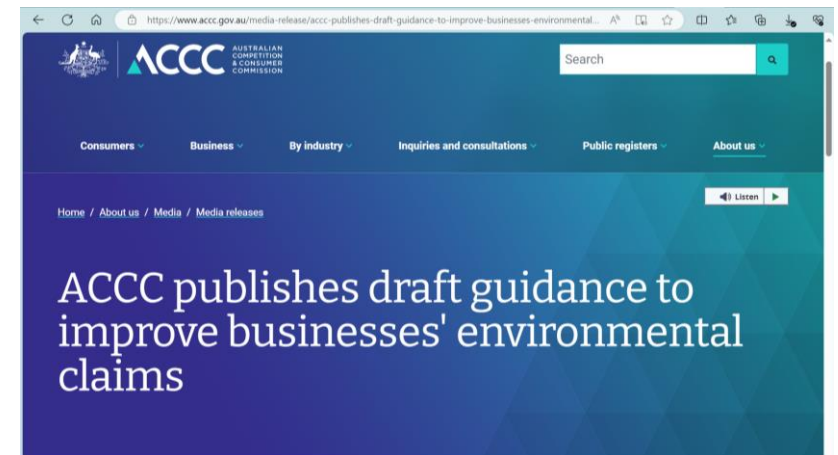 https://www.accc.gov.au/media-release/accc-publishes-draft-guidance-to-improve-businesses-environmental...
ACCC
AUSTRALIAN
COMPETITION
& CONSUMER
COMMISSION
Search
Consumers
Business
By industry
Inquiries and consultations
Public registers
About us
Listen
Home / About us / Media / Media releases
ACCC publishes draft guidance to
improve businesses' environmental
claims